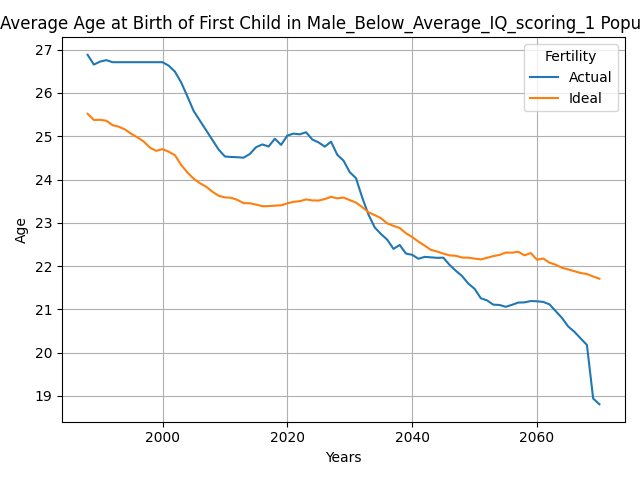 Average Age at Birth of First Child in Male_Below_Average_IQ_scoring_1 Popu
Fertility
Actual
Ideal
27
26
25
24
23
22
21
20
19
Age
2000 2020 2040 2060
Years